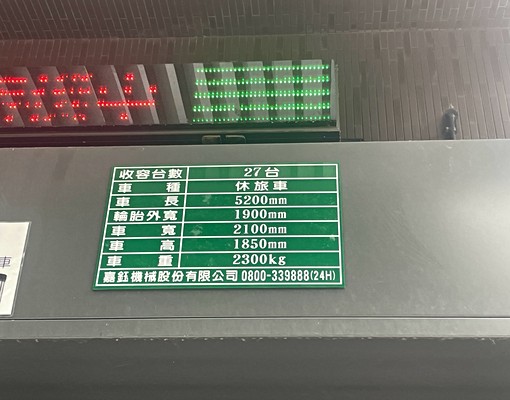 收容台數 27台
車種 休旅車
車長 5200mm
輪胎外寬 1900mm
車寬 2100mm
車高 1850mm
車重 2300kg
嘉鈺機械股份有限公司 0800-339888(24H)
車